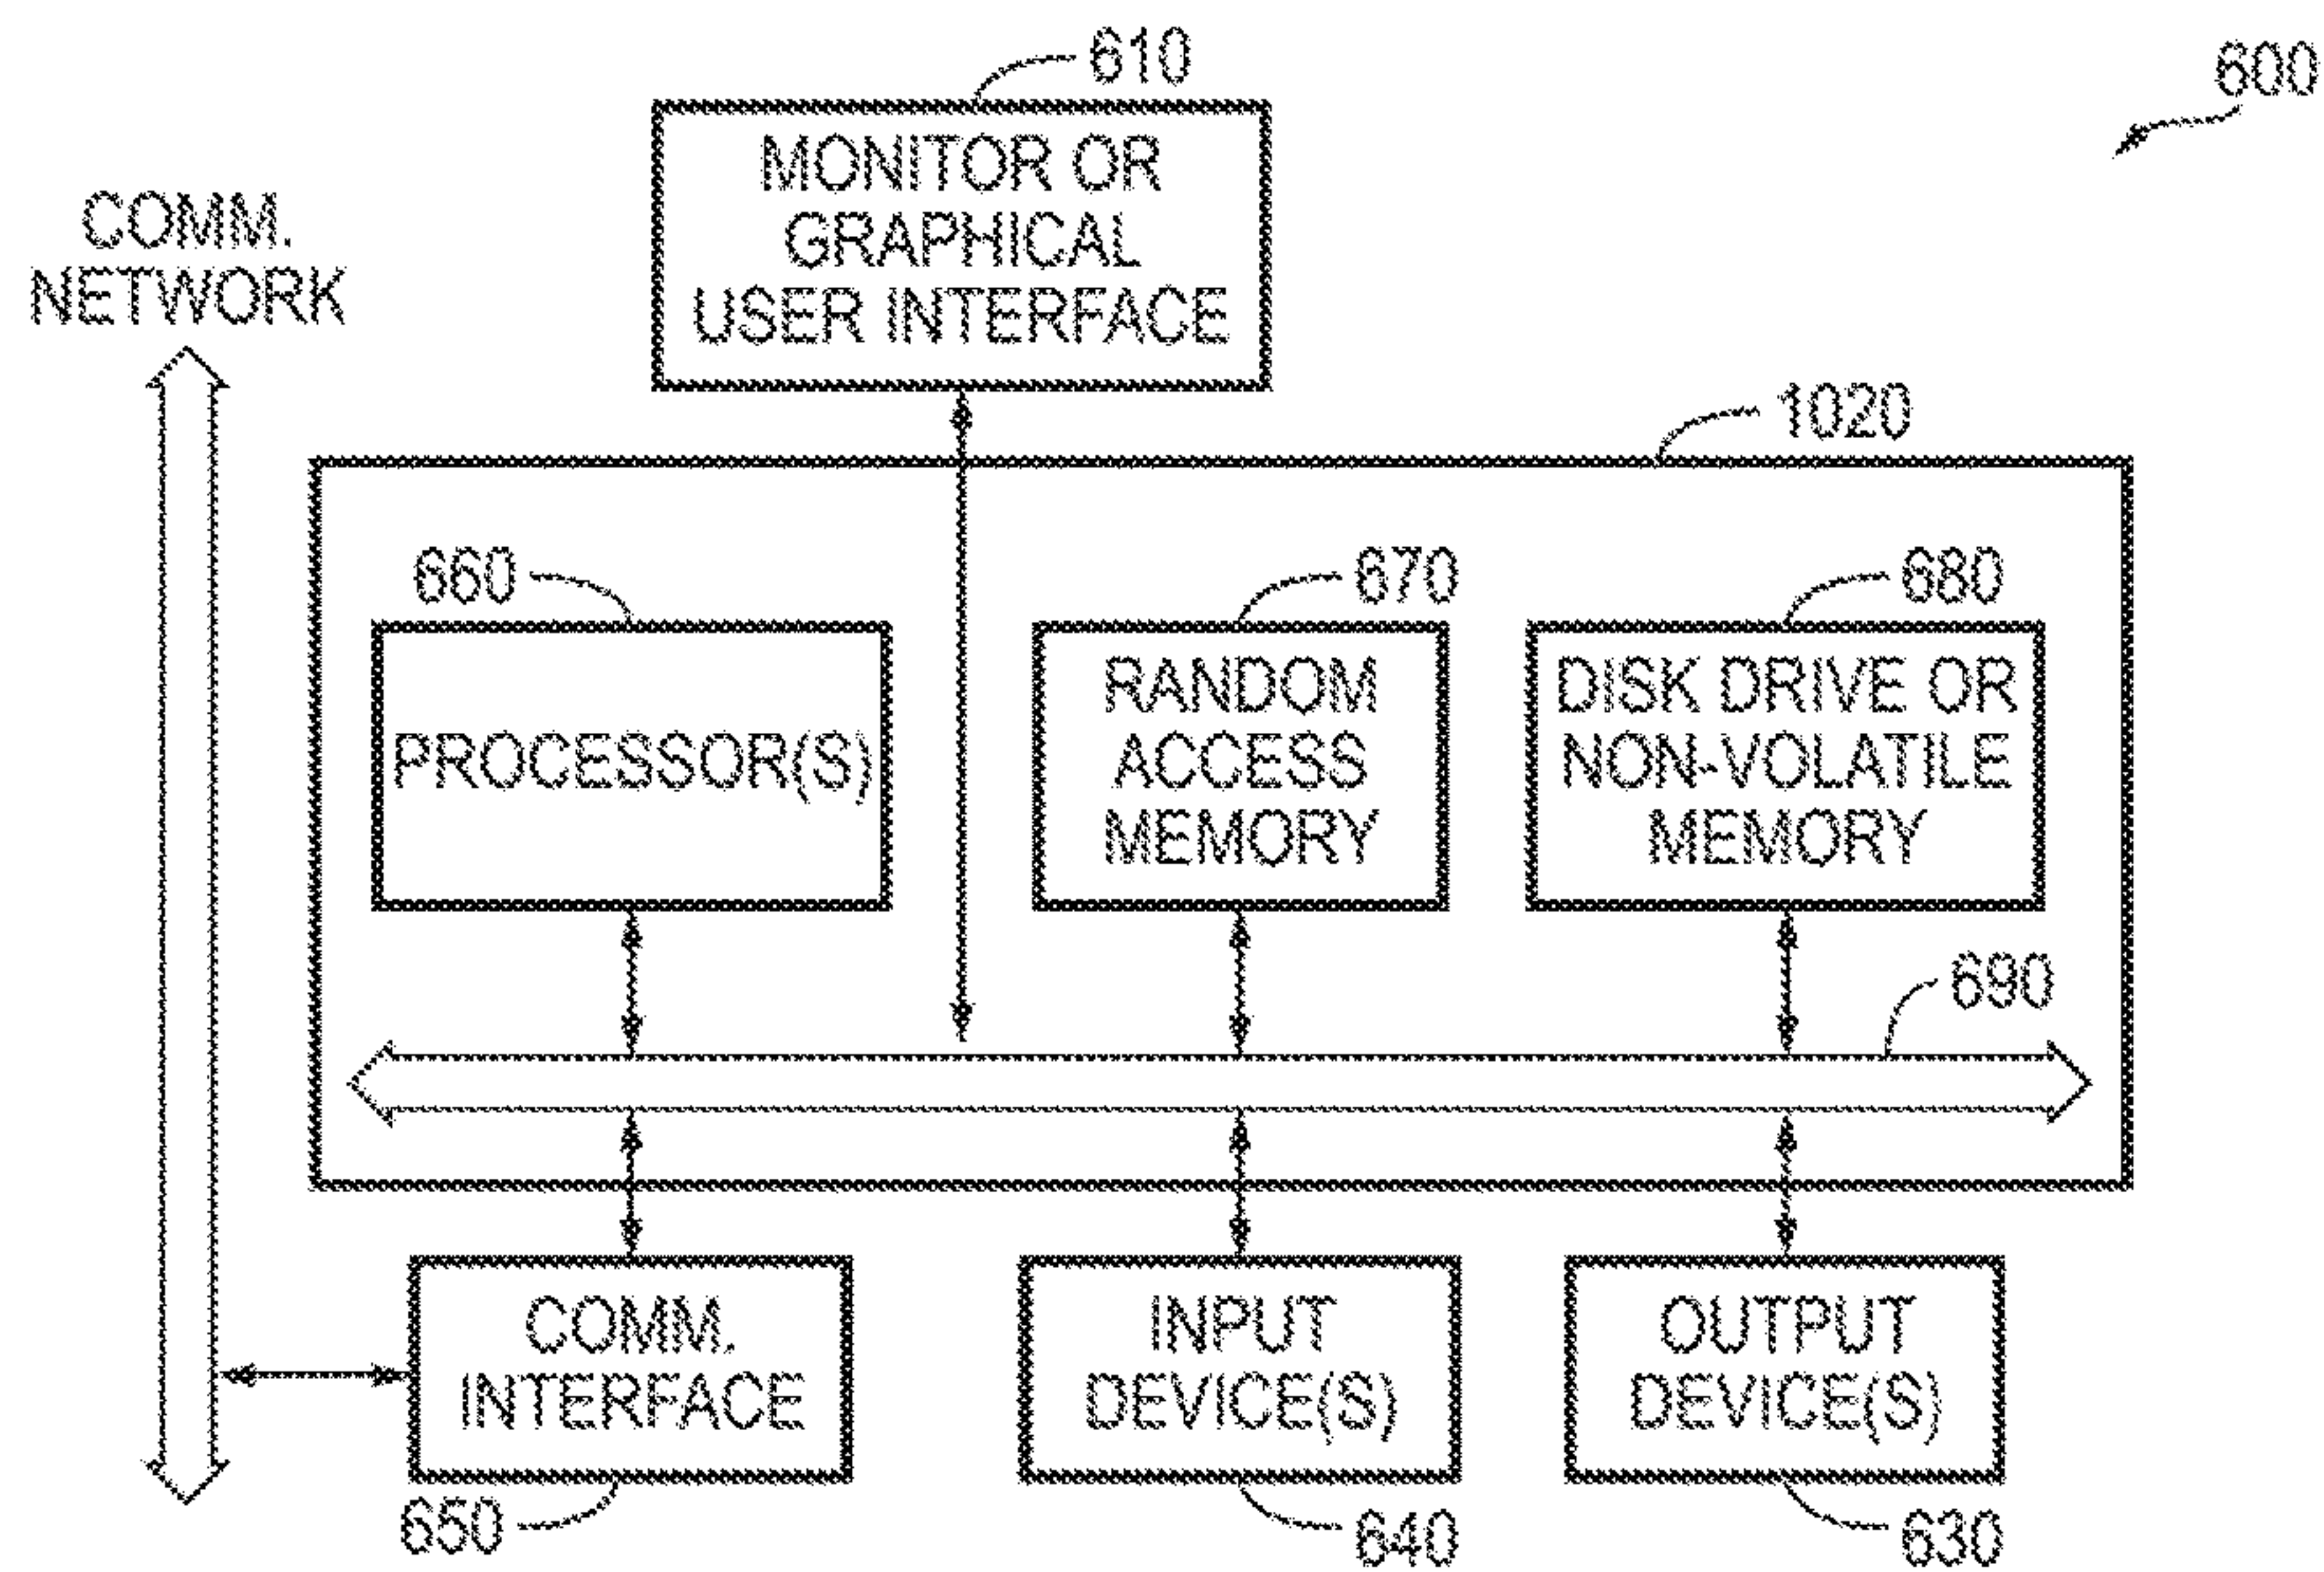 610
600
MONITOR OR
GRAPHICAL
USER INTERFACE
COMM.
NETWORK
1020
660
670
680
PROCESSOR(S)
RANDOM
ACCESS
MEMORY
DISK DRIVE OR
NON-VOLATILE
MEMORY
690
COMM.
INTERFACE
INPUT
DEVICE(S)
OUTPUT
DEVICE(S)
650
640
630